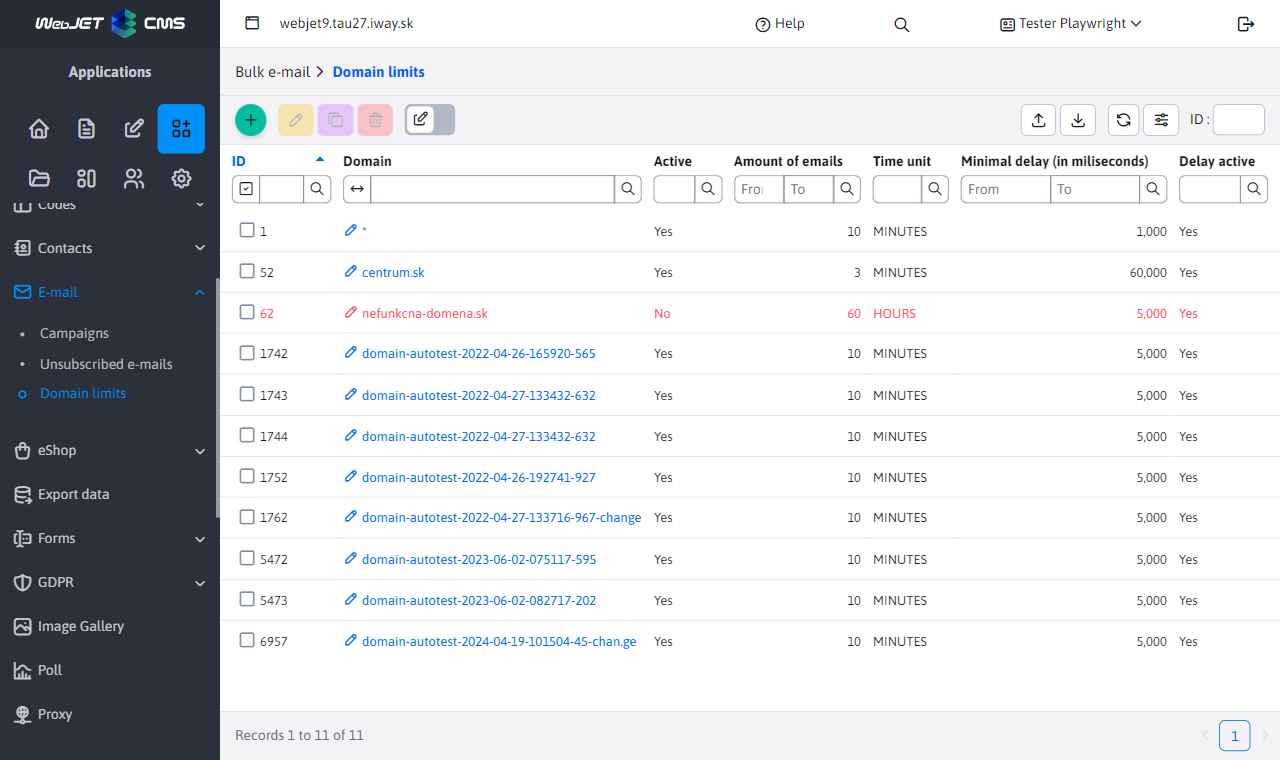 WebJET CMS
webjet9.tau27.iway.sk
Help
Tester Playwright
Applications
Bulk e-mail > Domain limits
ID :
Codes
Contacts
E-mail
Campaigns
Unsubscribed e-mails
Domain limits
eShop
Export data
Forms
GDPR
Image Gallery
Poll
Proxy
ID Domain Active Amount of emails Time unit Minimal delay (in miliseconds) Delay active
From To From To
1 * Yes 10 MINUTES 1,000 Yes
52 centrum.sk Yes 3 MINUTES 60,000 Yes
62 nefunkcna-domena.sk No 60 HOURS 5,000 Yes
1742 domain-autotest-2022-04-26-165920-565 Yes 10 MINUTES 5,000 Yes
1743 domain-autotest-2022-04-27-133432-632 Yes 10 MINUTES 5,000 Yes
1744 domain-autotest-2022-04-27-133432-632 Yes 10 MINUTES 5,000 Yes
1752 domain-autotest-2022-04-26-192741-927 Yes 10 MINUTES 5,000 Yes
1762 domain-autotest-2022-04-27-133716-967-change Yes 10 MINUTES 5,000 Yes
5472 domain-autotest-2023-06-02-075117-595 Yes 10 MINUTES 5,000 Yes
5473 domain-autotest-2023-06-02-082717-202 Yes 10 MINUTES 5,000 Yes
6957 domain-autotest-2024-04-19-101504-45-chan.ge Yes 10 MINUTES 5,000 Yes
Records 1 to 11 of 11
1